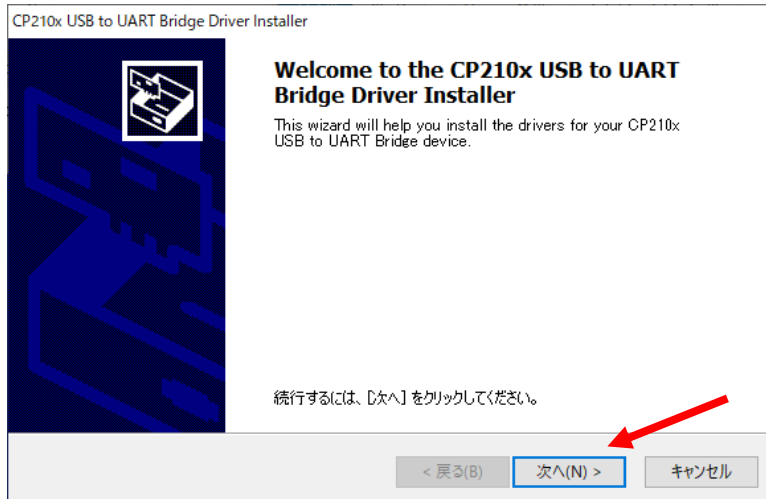 CP210x USB to UART Bridge Driver Installer
Welcome to the CP210x USB to UART
Bridge Driver Installer
This wizard will help you install the drivers for your CP210x
USB to UART Bridge device.
続行するには、[次へ] をクリックしてください。
< 戻る(B)
次へ(N) >
キャンセル